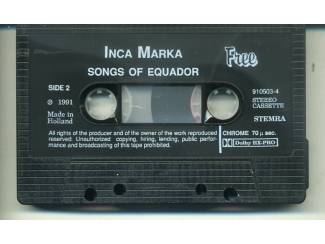 INCA MARKA
Free
SONGS OF EQUADOR
SIDE 2
℗ 1991
Made in
Holland
910503-4
STEREO
CASSETTE
STEMRA
All rights of the producer and of the owner of the work reproduced
reserved. Unauthorized copying, hiring, lending, public perfor-
mance and broadcasting of this tape prohibited.
CHROME 70 µ sec.
Dolby HX-PRO